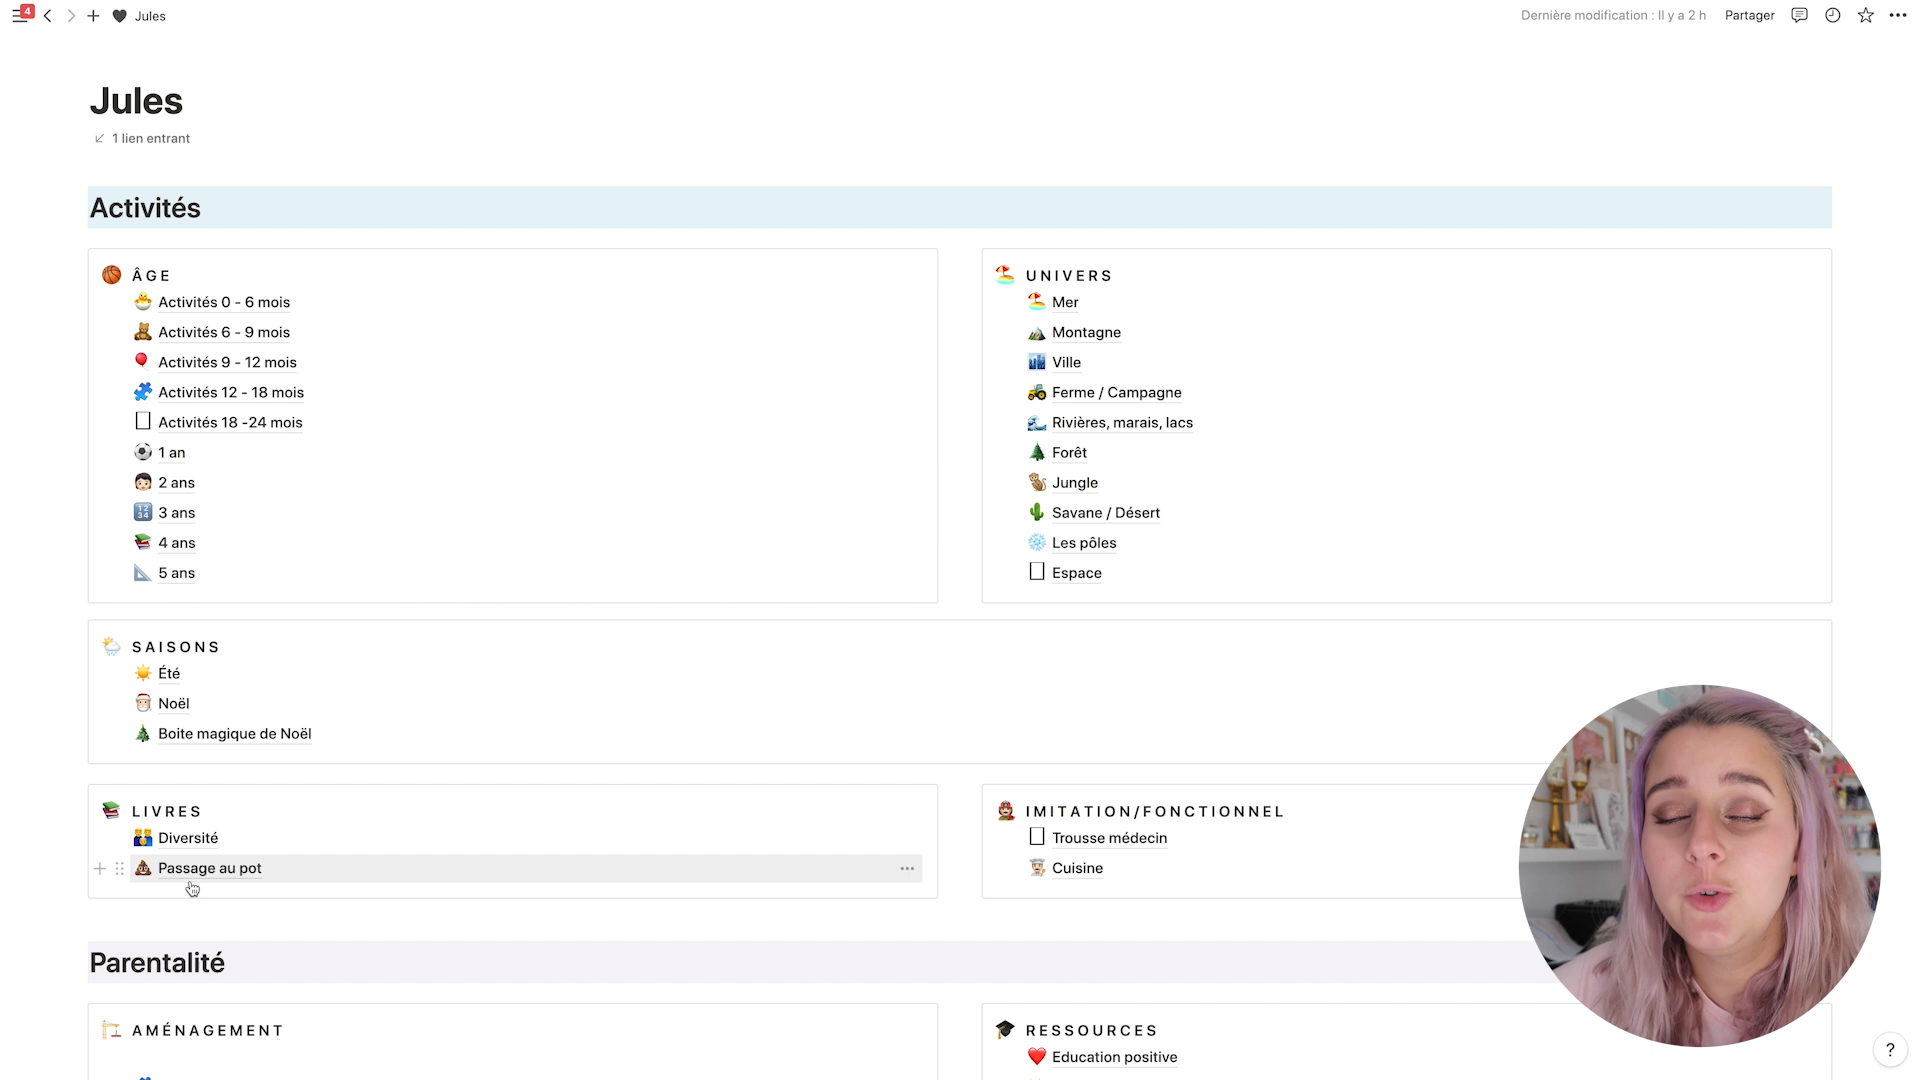 4
Jules
Dernière modification : Il y a 2 h
Partager
Jules
1 lien entrant
Activités
ÂGE
Activités 0 - 6 mois
Activités 6 - 9 mois
Activités 9 - 12 mois
Activités 12 - 18 mois
Activités 18 -24 mois
1 an
2 ans
3 ans
4 ans
5 ans
UNIVERS
Mer
Montagne
Ville
Ferme / Campagne
Rivières, marais, lacs
Forêt
Jungle
Savane / Désert
Les pôles
Espace
SAISONS
Été
Noël
Boite magique de Noël
LIVRES
Diversité
Passage au pot
IMITATION/FONCTIONNEL
Trousse médecin
Cuisine
Parentalité
AMÉNAGEMENT
RESSOURCES
Education positive
?